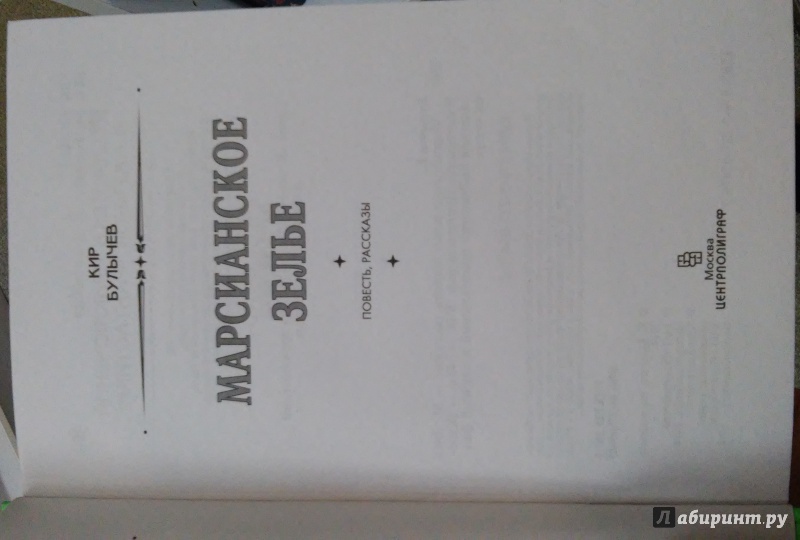 КИР
БУЛЫЧЕВ
МАРСИАНСКОЕ
ЗЕЛЬЕ
ПОВЕСТЬ, РАССКАЗЫ
Москва
ЦЕНТРПОЛИГРАФ
Лабиринт.ру